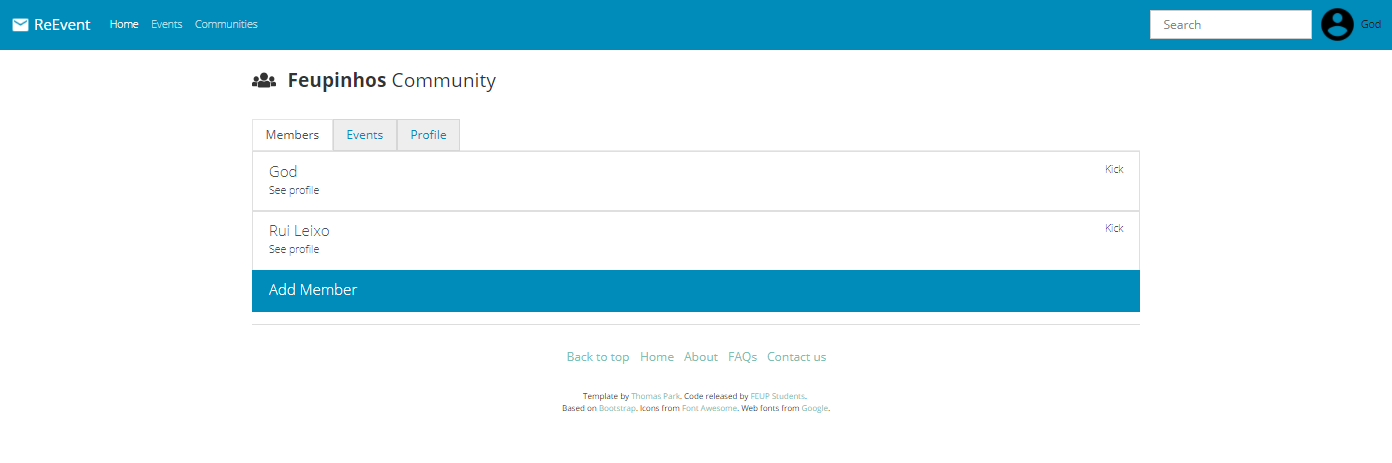 ReEvent Home Events Communities Search God
Feupinhos Community
Members Events Profile
God Kick
See profile
Rui Leixo Kick
See profile
Add Member
Back to top Home About FAQs Contact us
Template by Thomas Park. Code released by FEUP Students.
Based on Bootstrap. Icons from Font Awesome. Web fonts from Google.